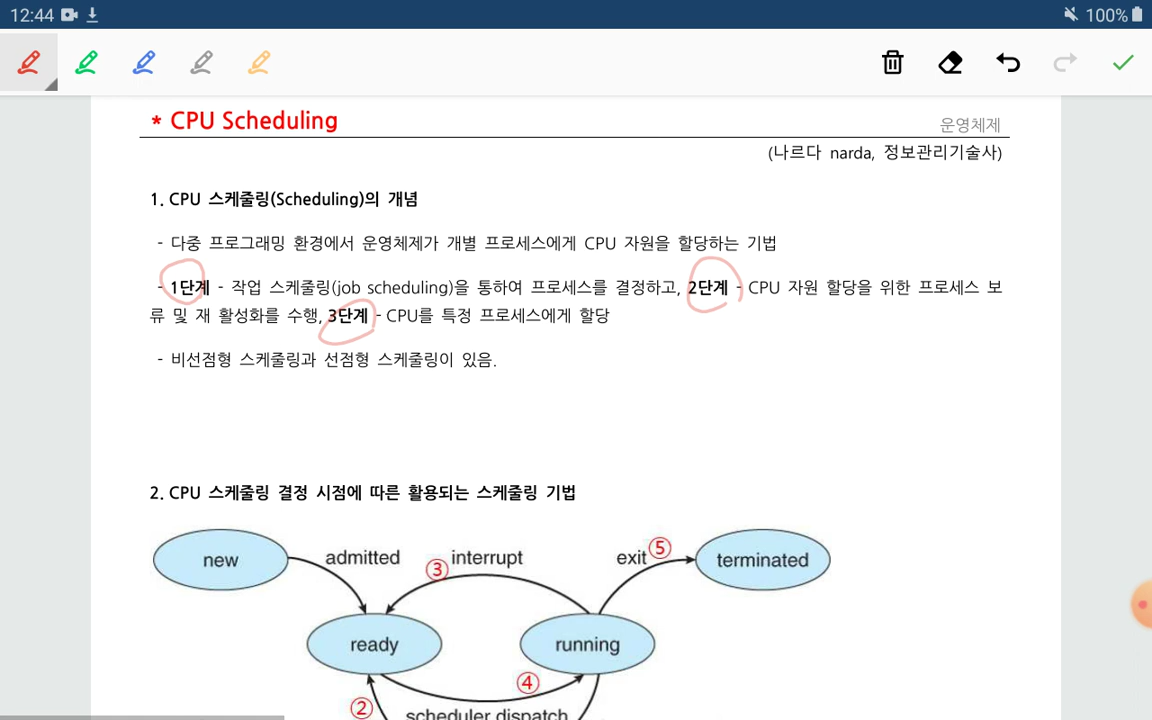 12:44 100%
* CPU Scheduling 운영체제
(나르다 narda, 정보관리기술사)
1. CPU 스케줄링(Scheduling)의 개념
- 다중 프로그래밍 환경에서 운영체제가 개별 프로세스에게 CPU 자원을 할당하는 기법
- 1단계 - 작업 스케줄링(job scheduling)을 통하여 프로세스를 결정하고, 2단계 - CPU 자원 할당을 위한 프로세스 보
류 및 재 활성화를 수행, 3단계 - CPU를 특정 프로세스에게 할당
- 비선점형 스케줄링과 선점형 스케줄링이 있음.
2. CPU 스케줄링 결정 시점에 따른 활용되는 스케줄링 기법
new admitted ③ interrupt exit ⑤ terminated
ready running
② ④
scheduler dispatch